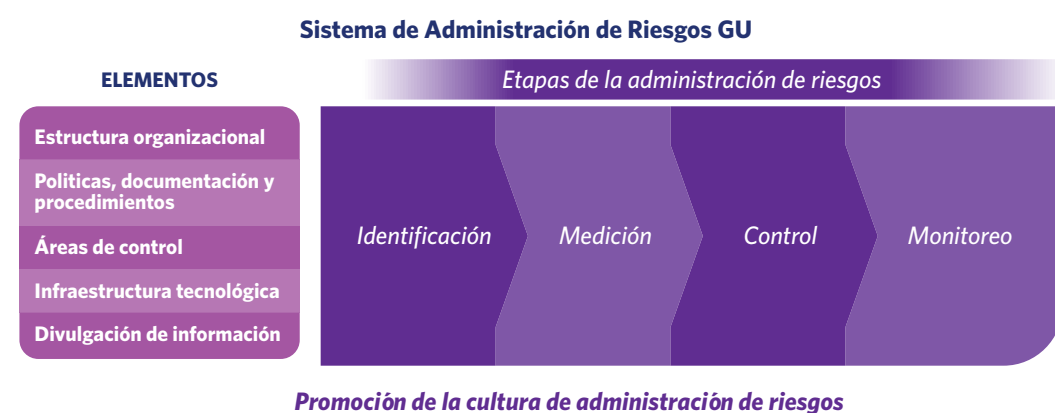 Sistema de Administración de Riesgos GU
ELEMENTOS
Etapas de la administración de riesgos
Estructura organizacional
Politicas, documentación y
procedimientos
Áreas de control
Infraestructura tecnológica
Divulgación de información
Identificación
Medición
Control
Monitoreo
Promoción de la cultura de administración de riesgos